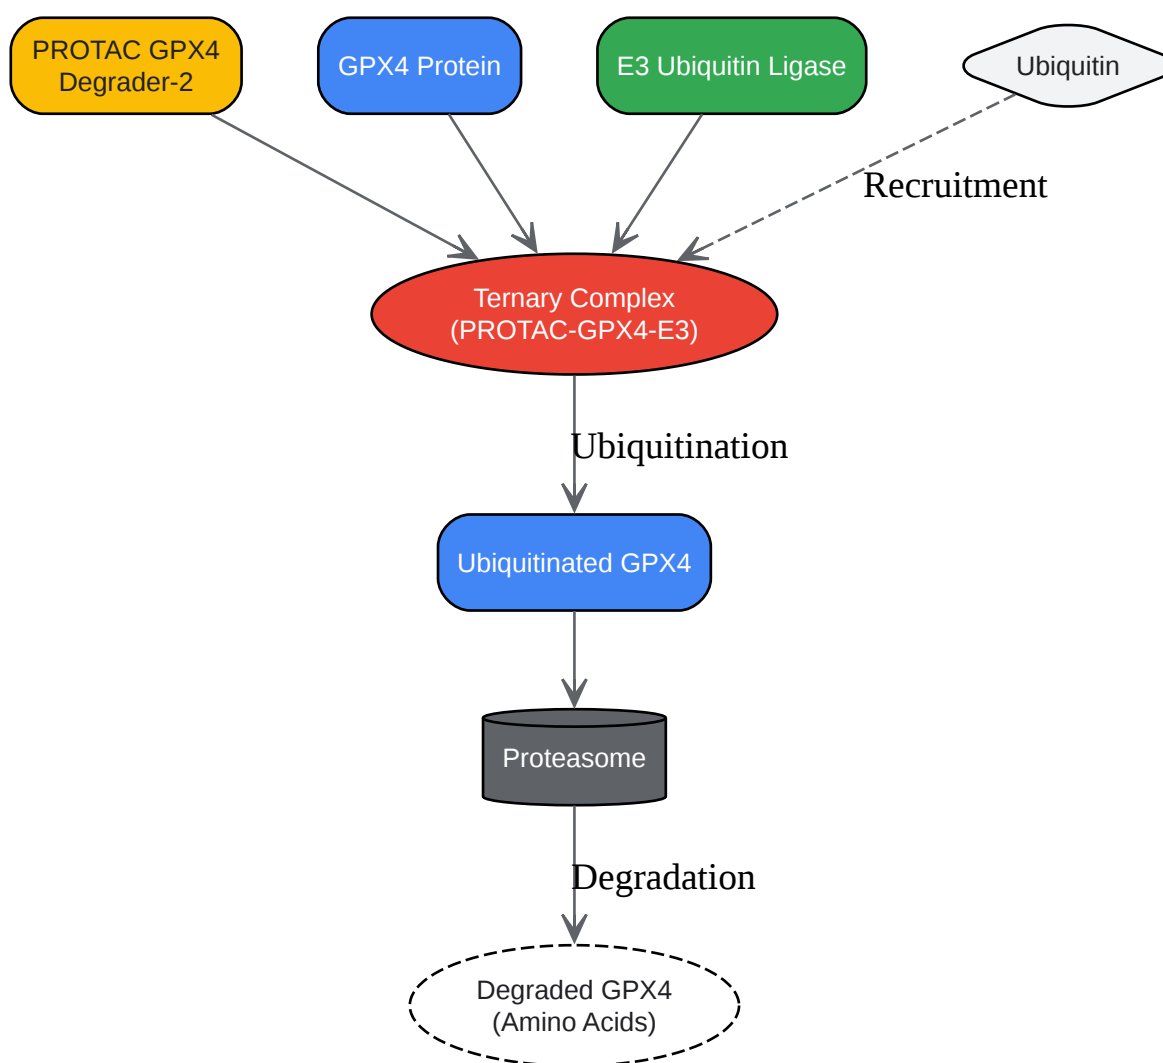 PROTAC GPX4
Degrader-2
GPX4 Protein
E3 Ubiquitin Ligase
Ubiquitin
Recruitment
Ternary Complex
(PROTAC-GPX4-E3)
Ubiquitination
Ubiquitinated GPX4
Proteasome
Degradation
Degraded GPX4
(Amino Acids)